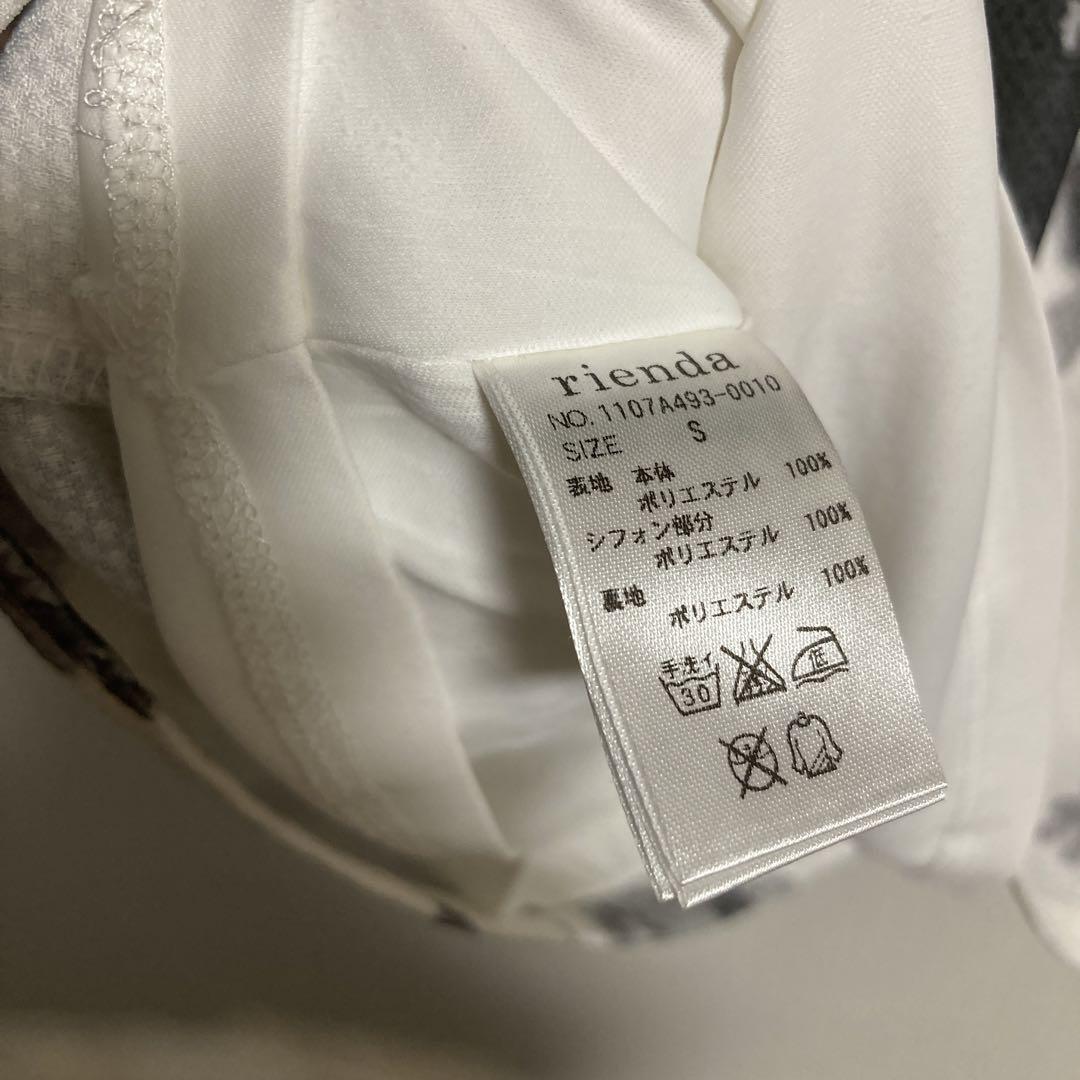 rienda
NO. 1107A493-0010
SIZE S
表地 本体
ポリエステル 100%
シフォン部分
ポリエステル 100%
裏地
ポリエステル 100%
手洗イ
30
低